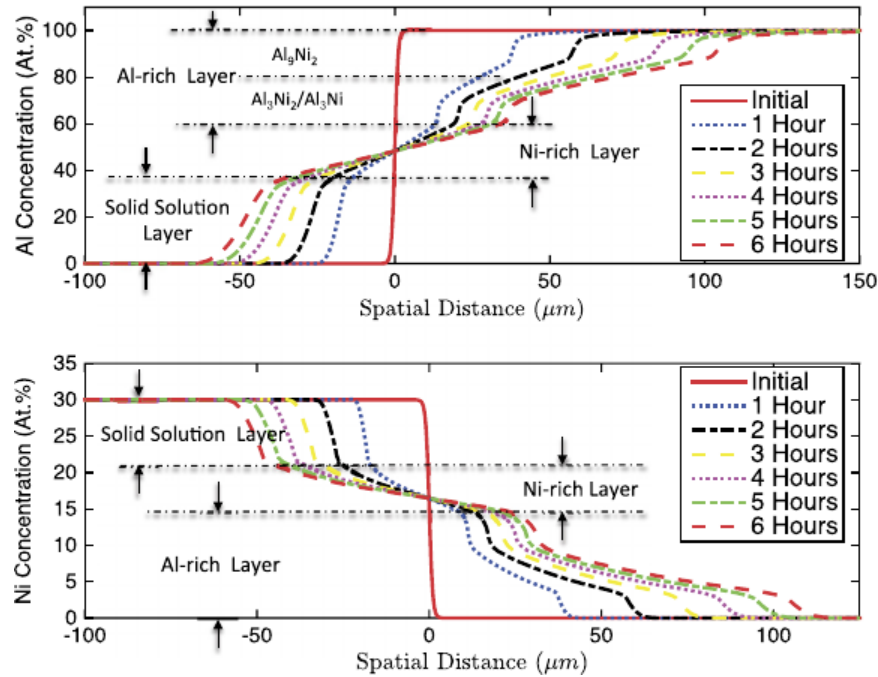 Al Concentration (At.%)
100
80
60
40
20
0
Al-rich Layer
Al₉Ni₂
Al₃Ni₂/Al₃Ni
Ni-rich Layer
Solid Solution
Layer
Initial
1 Hour
2 Hours
3 Hours
4 Hours
5 Hours
6 Hours
-100 -50 0 50 100 150
Spatial Distance (μm)
Ni Concentration (At.%)
35
30
25
20
15
10
5
0
Solid Solution Layer
Ni-rich Layer
Al-rich Layer
Initial
1 Hour
2 Hours
3 Hours
4 Hours
5 Hours
6 Hours
-100 -50 0 50 100
Spatial Distance (μm)